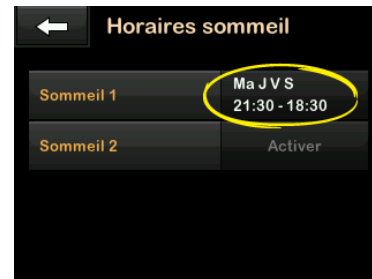 Horaires sommeil
Sommeil 1
Ma J V S
21:30 - 18:30
Sommeil 2
Activer